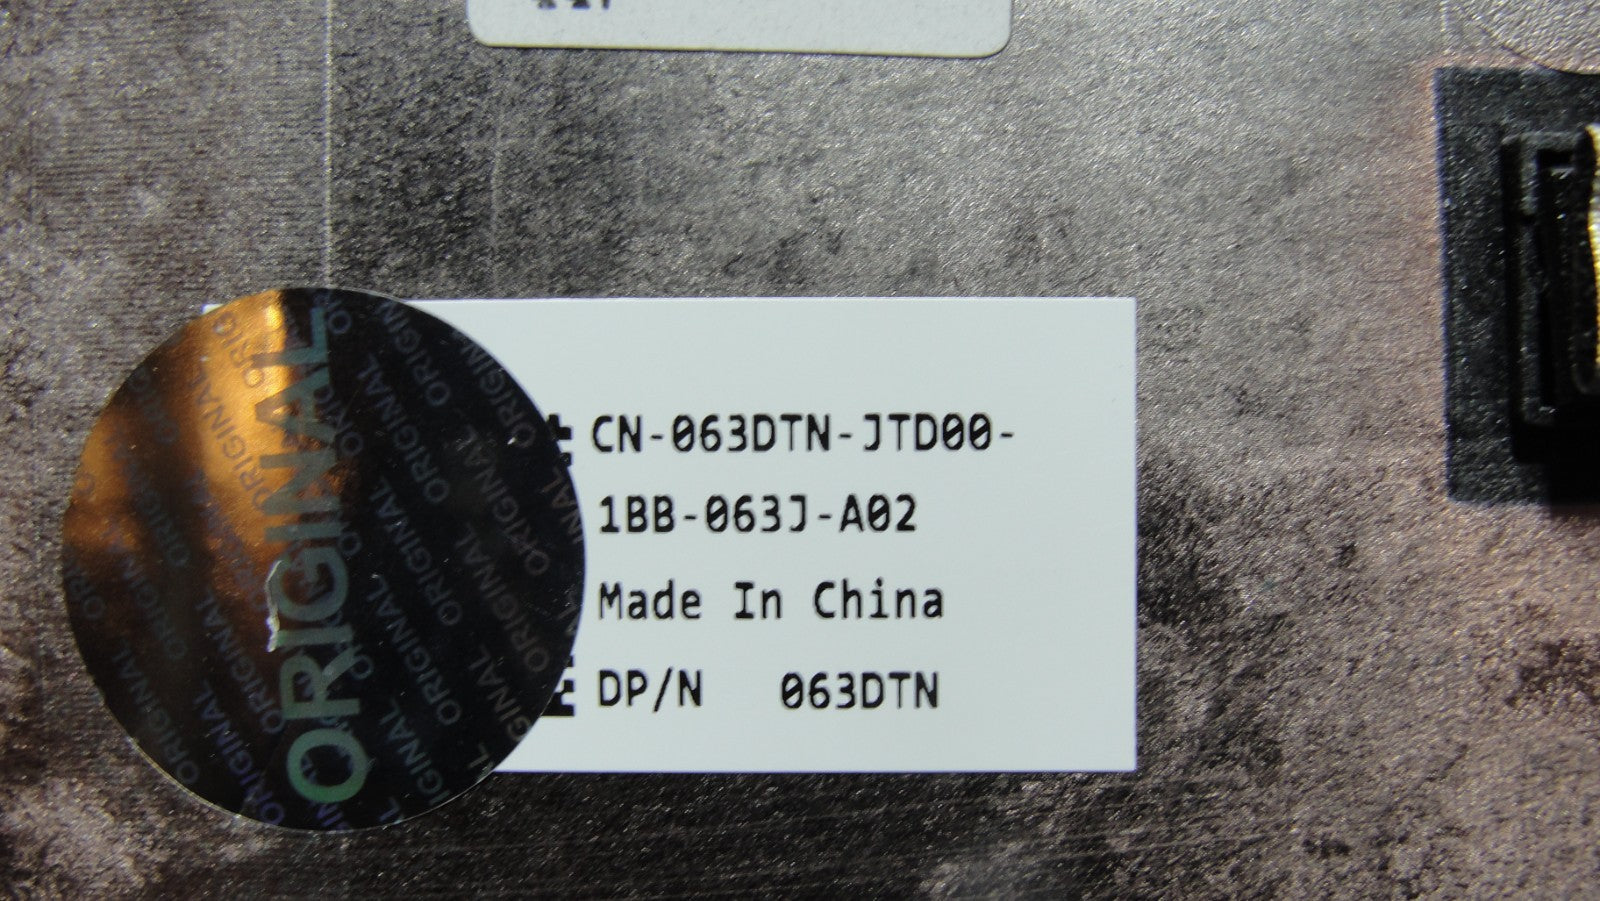 CN-063DTN-JTD00-
1BB-063J-A02
Made In China
DP/N 063DTN
ORIGINAL